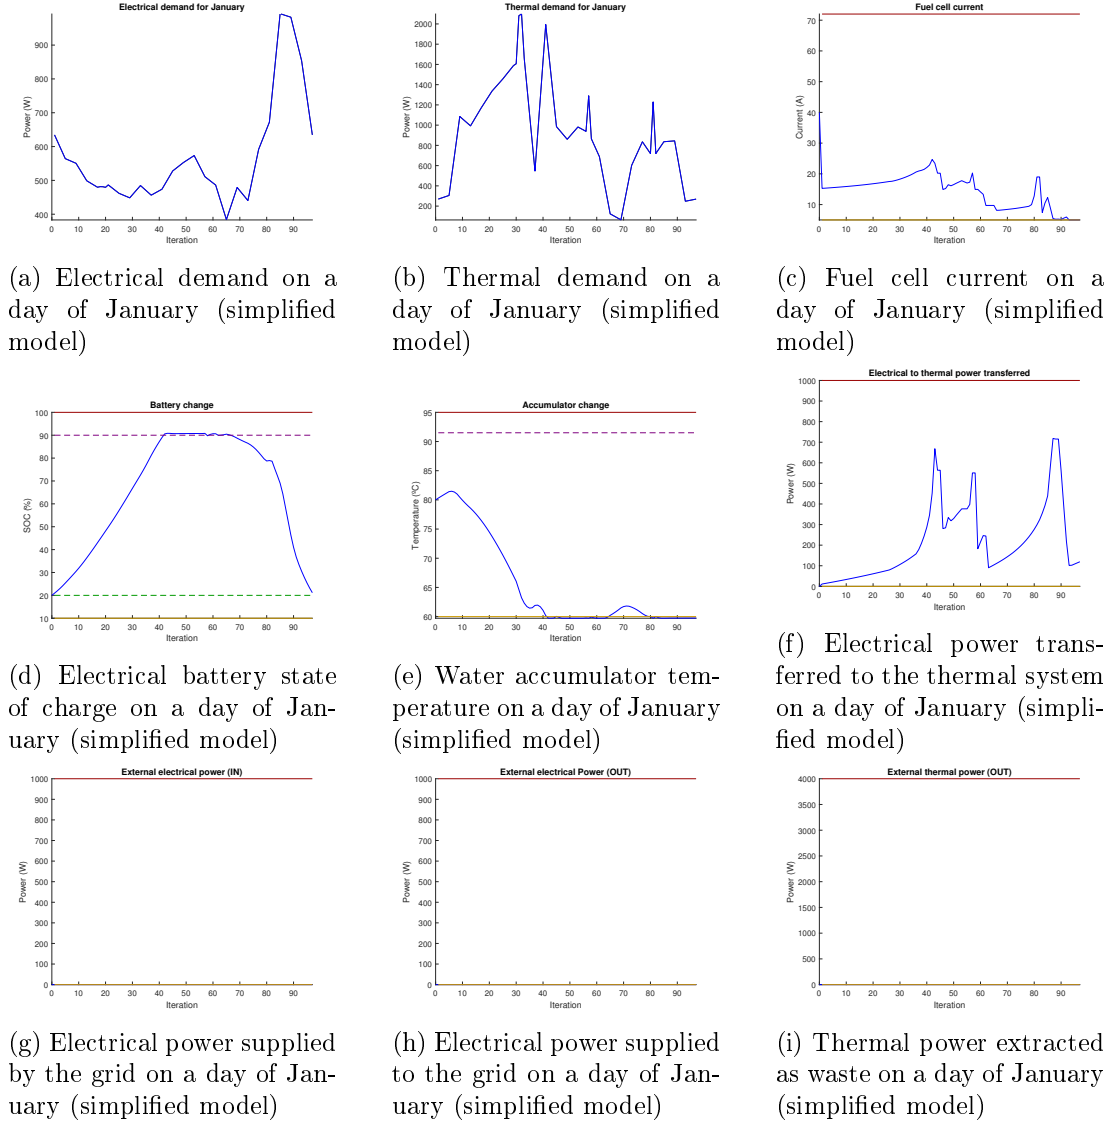 Electrical demand for January
Power (W)
900
800
700
600
500
400
0 10 20 30 40 50 60 70 80 90
Iteration
(a) Electrical demand on a
day of January (simplified
model)
Thermal demand for January
Power (W)
2000
1800
1600
1400
1200
1000
800
600
400
200
0 10 20 30 40 50 60 70 80 90
Iteration
(b) Thermal demand on a
day of January (simplified
model)
Fuel cell current
Current (A)
70
60
50
40
30
20
10
0 10 20 30 40 50 60 70 80 90
Iteration
(c) Fuel cell current on a
day of January (simplified
model)
Battery change
SOC (%)
100
90
80
70
60
50
40
30
20
10
0 10 20 30 40 50 60 70 80 90
Iteration
(d) Electrical battery state
of charge on a day of Jan-
uary (simplified model)
Accumulator change
Temperature (ºC)
95
90
85
80
75
70
65
60
0 10 20 30 40 50 60 70 80 90
Iteration
(e) Water accumulator tem-
perature on a day of January
(simplified model)
Electrical to thermal power transferred
Power (W)
1000
900
800
700
600
500
400
300
200
100
0
0 10 20 30 40 50 60 70 80 90
Iteration
(f) Electrical power trans-
ferred to the thermal system
on a day of January (simpli-
fied model)
External electrical power (IN)
Power (W)
1000
900
800
700
600
500
400
300
200
100
0
0 10 20 30 40 50 60 70 80 90
Iteration
(g) Electrical power supplied
by the grid on a day of Jan-
uary (simplified model)
External electrical Power (OUT)
Power (W)
1000
900
800
700
600
500
400
300
200
100
0
0 10 20 30 40 50 60 70 80 90
Iteration
(h) Electrical power supplied
to the grid on a day of Jan-
uary (simplified model)
External thermal power (OUT)
Power (W)
4000
3500
3000
2500
2000
1500
1000
500
0
0 10 20 30 40 50 60 70 80 90
Iteration
(i) Thermal power extracted
as waste on a day of January
(simplified model)